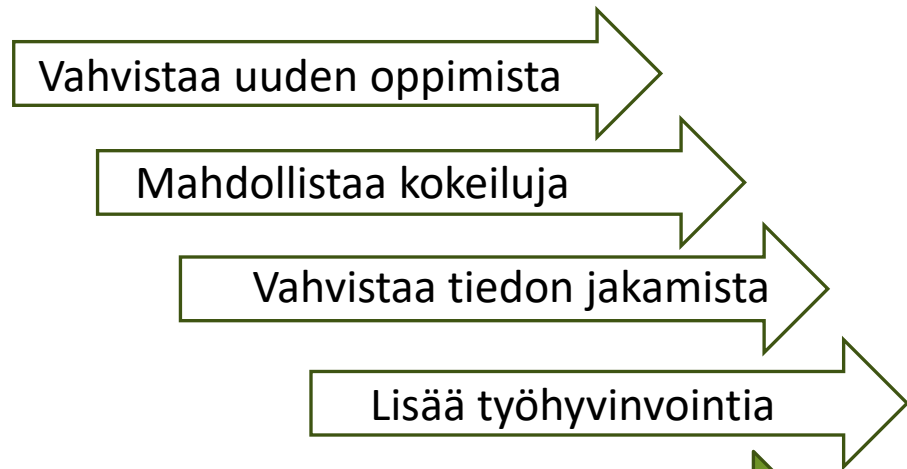 Vahvistaa uuden oppimista
Mahdollistaa kokeiluja
Vahvistaa tiedon jakamista
Lisää työhyvinvointia